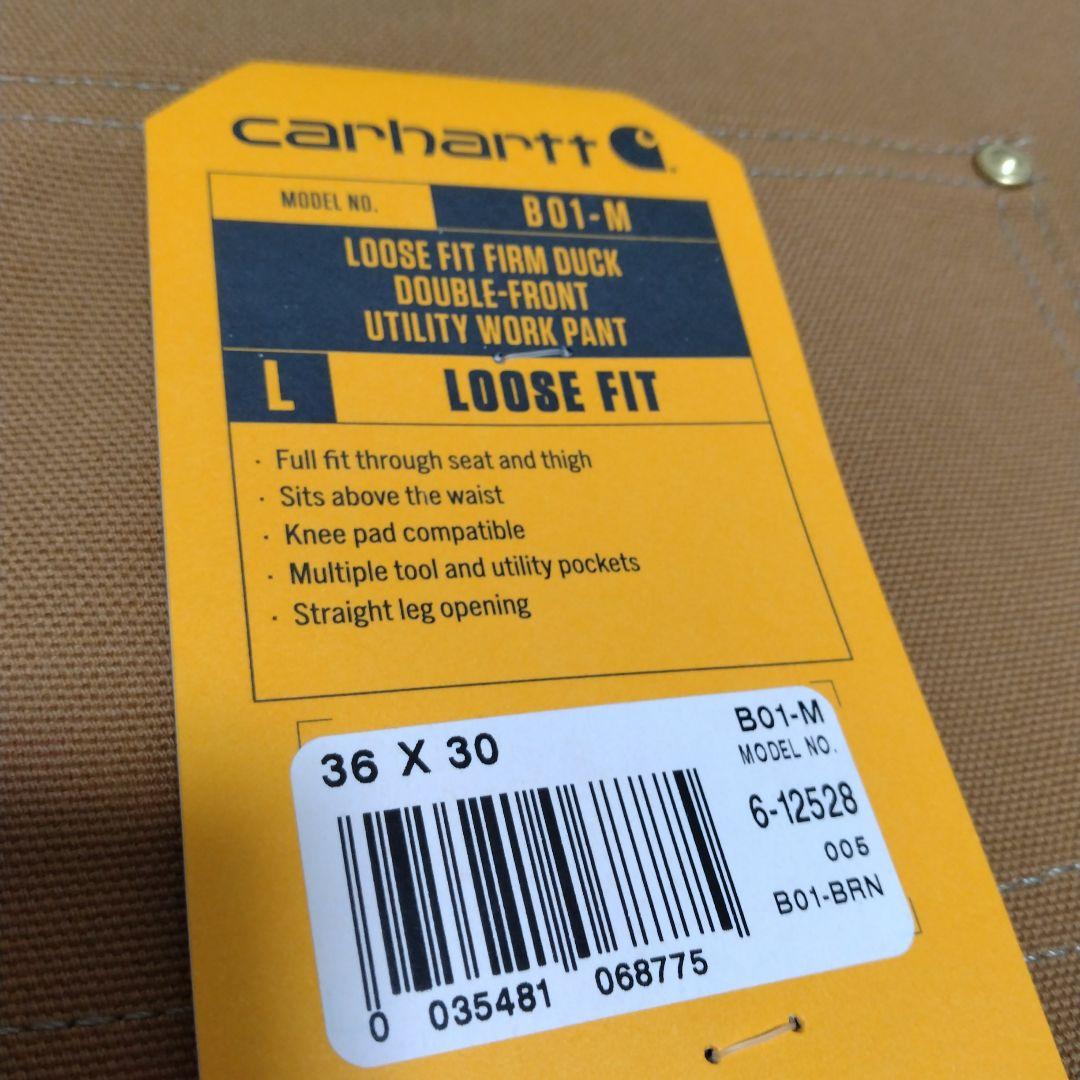 carhartt
MODEL NO. B01-M
LOOSE FIT FIRM DUCK
DOUBLE-FRONT
UTILITY WORK PANT
L LOOSE FIT
· Full fit through seat and thigh
· Sits above the waist
· Knee pad compatible
· Multiple tool and utility pockets
· Straight leg opening
36 X 30
B01-M
MODEL NO.
6-12528
005
B01-BRN
0 035481 068775